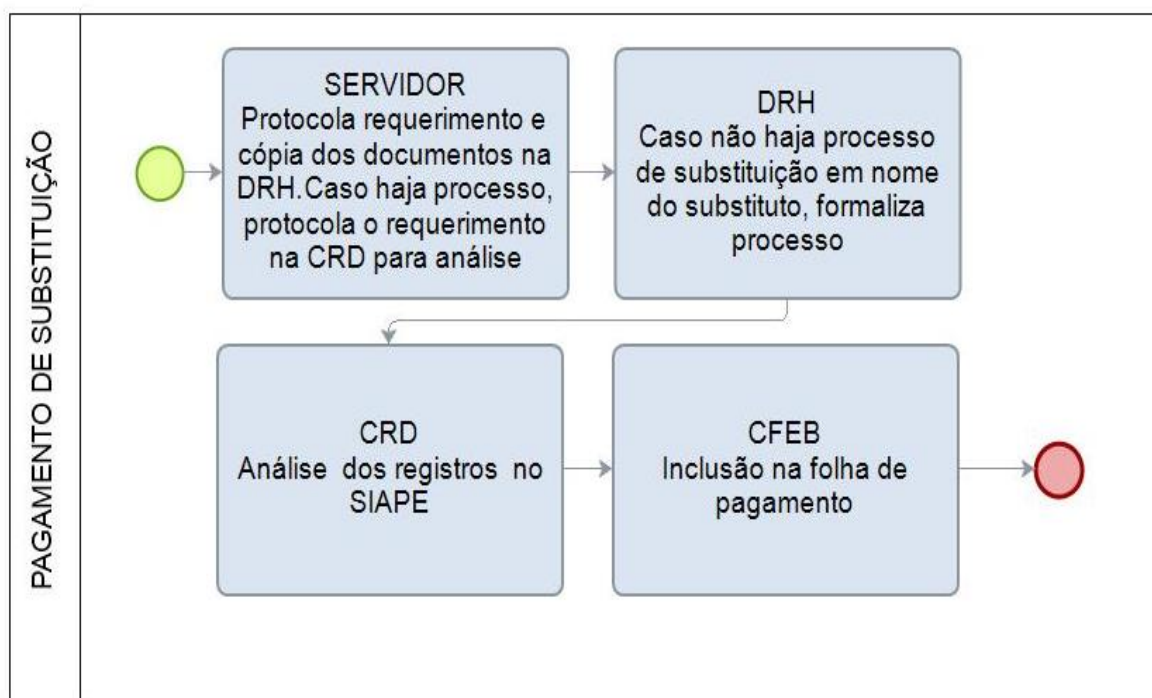 PAGAMENTO DE SUBSTITUIÇÃO
SERVIDOR
Protocola requerimento e
cópia dos documentos na
DRH.Caso haja processo,
protocola o requerimento
na CRD para análise
DRH
Caso não haja processo
de substituição em nome
do substituto, formaliza
processo
CRD
Análise dos registros no
SIAPE
CFEB
Inclusão na folha de
pagamento